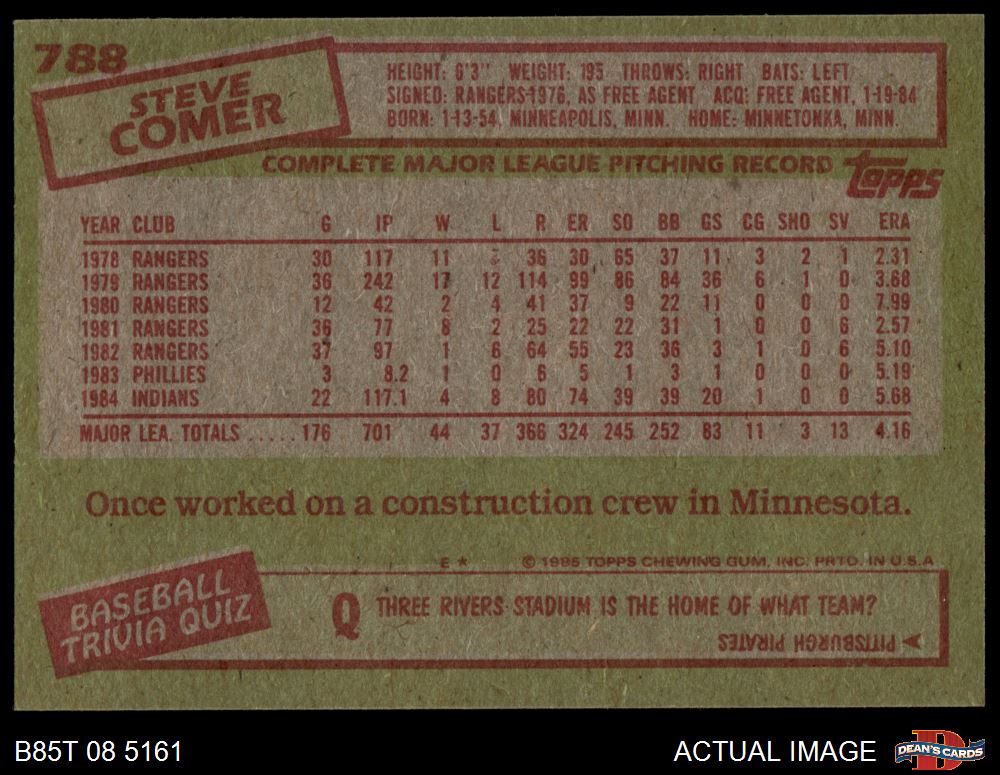 788
STEVE
COMER
HEIGHT: 6'3" WEIGHT: 195 THROWS: RIGHT BATS: LEFT
SIGNED: RANGERS-1976, AS FREE AGENT ACQ: FREE AGENT, 1-19-84
BORN: 1-13-54, MINNEAPOLIS, MINN. HOME: MINNETONKA, MINN.
COMPLETE MAJOR LEAGUE PITCHING RECORD
Topps
YEAR CLUB G IP W L R ER SO BB GS CG SHO SV ERA
1978 RANGERS 30 117 11 36 30 65 37 11 3 2 1 2.31
1979 RANGERS 36 242 17 12 114 99 86 84 36 6 1 0 3.68
1980 RANGERS 12 42 2 4 41 37 9 22 11 0 0 0 7.99
1981 RANGERS 36 77 8 2 25 22 22 31 1 0 0 6 2.57
1982 RANGERS 37 97 1 6 64 55 23 36 3 1 0 6 5.10
1983 PHILLIES 3 8.2 1 0 6 5 1 3 1 0 0 0 5.19
1984 INDIANS 22 117.1 4 8 80 74 39 39 20 1 0 0 5.68
MAJOR LEA. TOTALS ..... 176 701 44 37 366 324 245 252 83 11 3 13 4.16
Once worked on a construction crew in Minnesota.
E * © 1985 TOPPS CHEWING GUM, INC. PRTD. IN U.S.A
BASEBALL
TRIVIA QUIZ
Q THREE RIVERS STADIUM IS THE HOME OF WHAT TEAM?
PITTSBURGH PIRATES
B85T 08 5161
ACTUAL IMAGE
D
DEAN'S CARDS